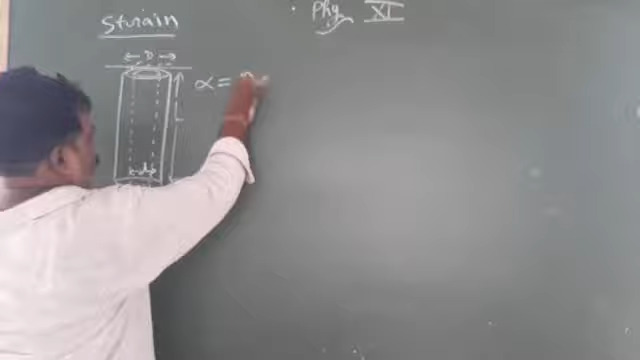 Phy XI
Strain
← D →
α =
L
d